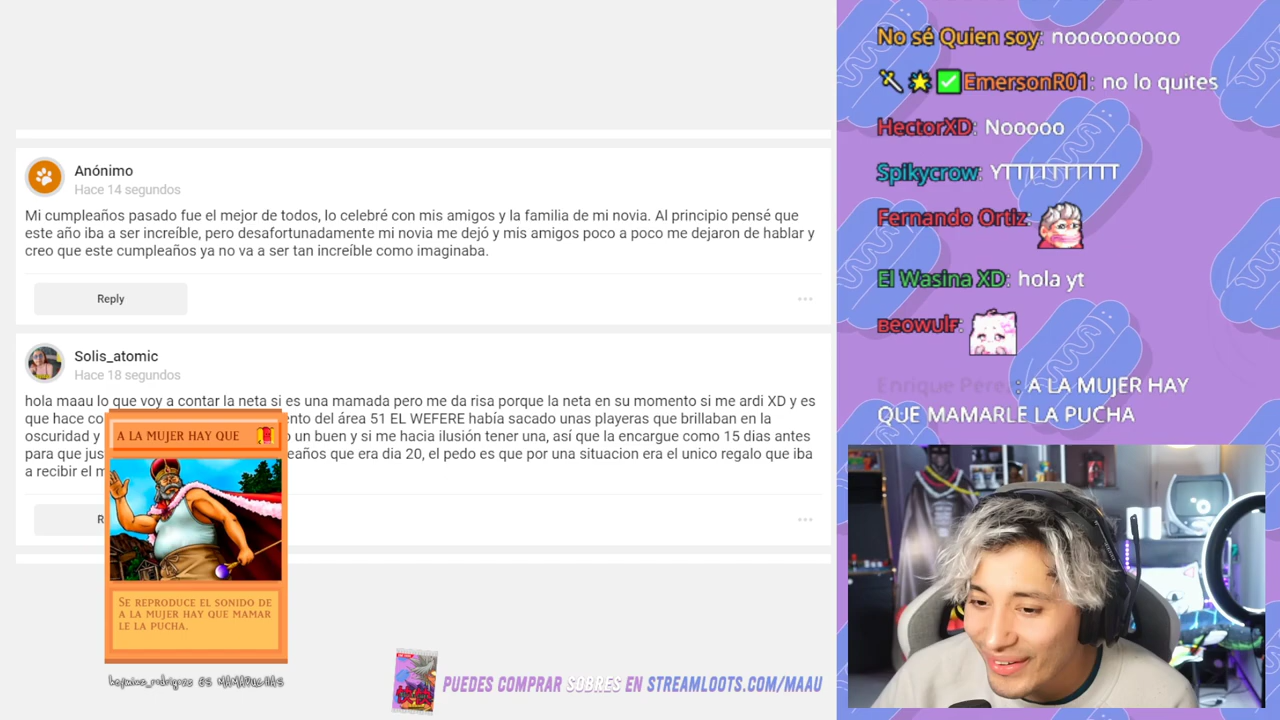 Anónimo
Hace 14 segundos
Mi cumpleaños pasado fue el mejor de todos, lo celebré con mis amigos y la familia de mi novia. Al principio pensé que
este año iba a ser increíble, pero desafortunadamente mi novia me dejó y mis amigos poco a poco me dejaron de hablar y
creo que este cumpleaños ya no va a ser tan increible como imaginaba.
Reply
Solis_atomic
Hace 18 segundos
hola maau lo que voy a contar la neta si es una mamada pero me da risa porque la neta en su momento si me ardi XD y es
que hace co ento del área 51 EL WEFERE había sacado unas playeras que brillaban en la
oscuridad y o un buen y si me hacia ilusión tener una, así que la encargue como 15 dias antes
para que jus eaños que era dia 20, el pedo es que por una situacion era el unico regalo que iba
a recibir el m
R
A LA MUJER HAY QUE
SE REPRODUCE EL SONIDO DE
A LA MUJER HAY QUE MAMAR
LE LA PUCHA.
ES MAMAPUCHAS
PUEDES COMPRAR SOBRES EN STREAMLOOTS.COM/MAAU
No sé Quien soy: nooooooooo
EmersonR01: no lo quites
HectorXD: Nooooo
Spikycrow: YTTTTTTTTTT
Fernando Ortiz:
El Wasina XD: hola yt
Beowulf:
Enrique Pere.. : A LA MUJER HAY
QUE MAMARLE LA PUCHA